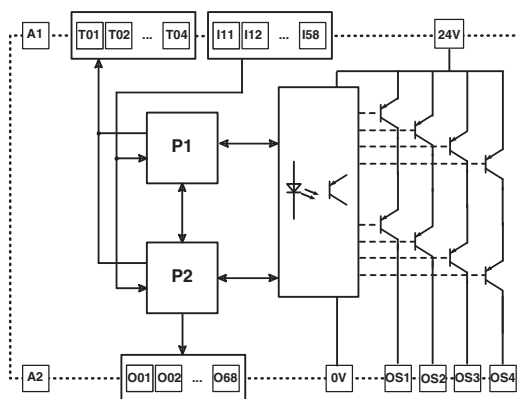 A1 T01 T02 ... T04 I11 I12 ... I58 24V
P1
P2
A2 O01 O02 ... O68 0V OS1 OS2 OS3 OS4